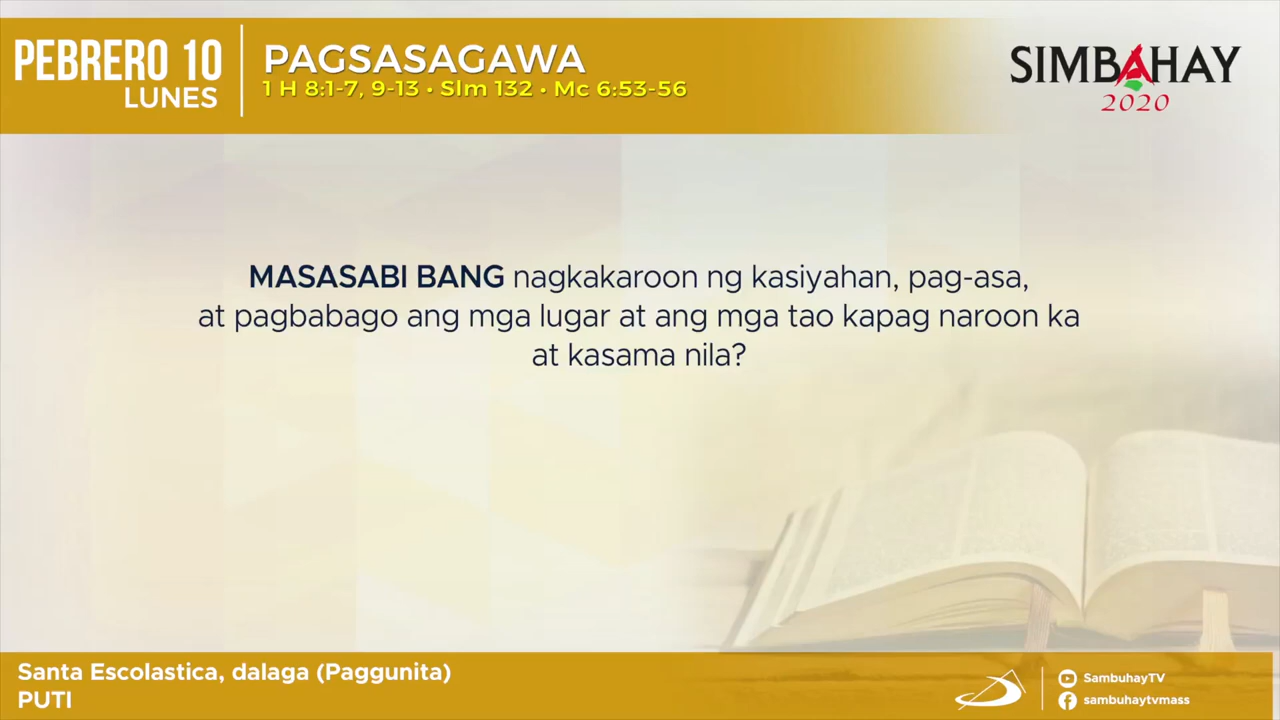 PEBRERO 10
LUNES
PAGSASAGAWA
1 H 8:1-7, 9-13 • Slm 132 • Mc 6:53-56
SIMBAHAY
2020
MASASABI BANG nagkakaroon ng kasiyahan, pag-asa,
at pagbabago ang mga lugar at ang mga tao kapag naroon ka
at kasama nila?
Santa Escolastica, dalaga (Paggunita)
PUTI
SambuhayTV
sambuhaytvmass